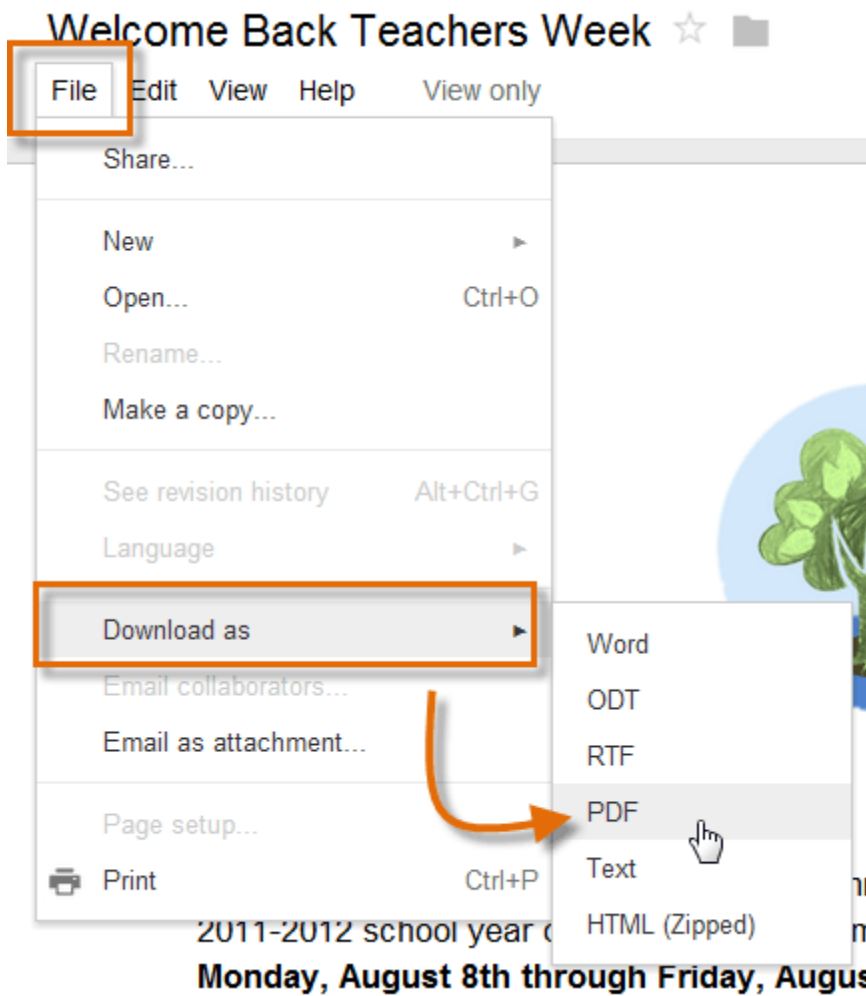 Welcome Back Teachers Week
File Edit View Help View only
Share...
New
Open... Ctrl+O
Rename...
Make a copy...
See revision history Alt+Ctrl+G
Language
Download as
Email collaborators...
Email as attachment...
Page setup...
Print Ctrl+P
Word
ODT
RTF
PDF
Text
HTML (Zipped)
2011-2012 school year
Monday, August 8th through Friday,